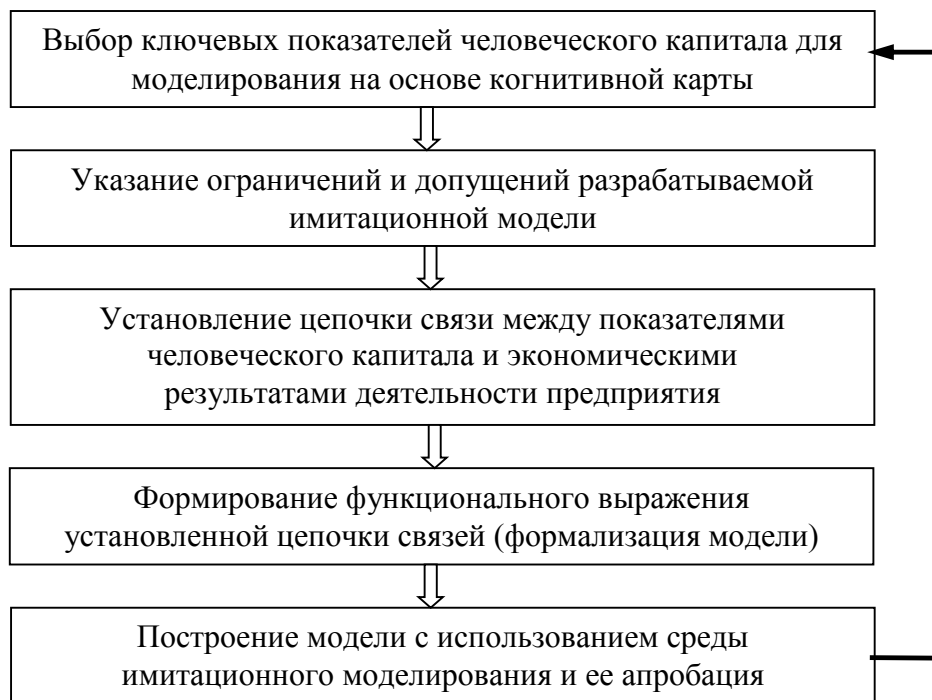 Выбор ключевых показателей человеческого капитала для
моделирования на основе когнитивной карты
Указание ограничений и допущений разрабатываемой
имитационной модели
Установление цепочки связи между показателями
человеческого капитала и экономическими
результатами деятельности предприятия
Формирование функционального выражения
установленной цепочки связей (формализация модели)
Построение модели с использованием среды
имитационного моделирования и ее апробация